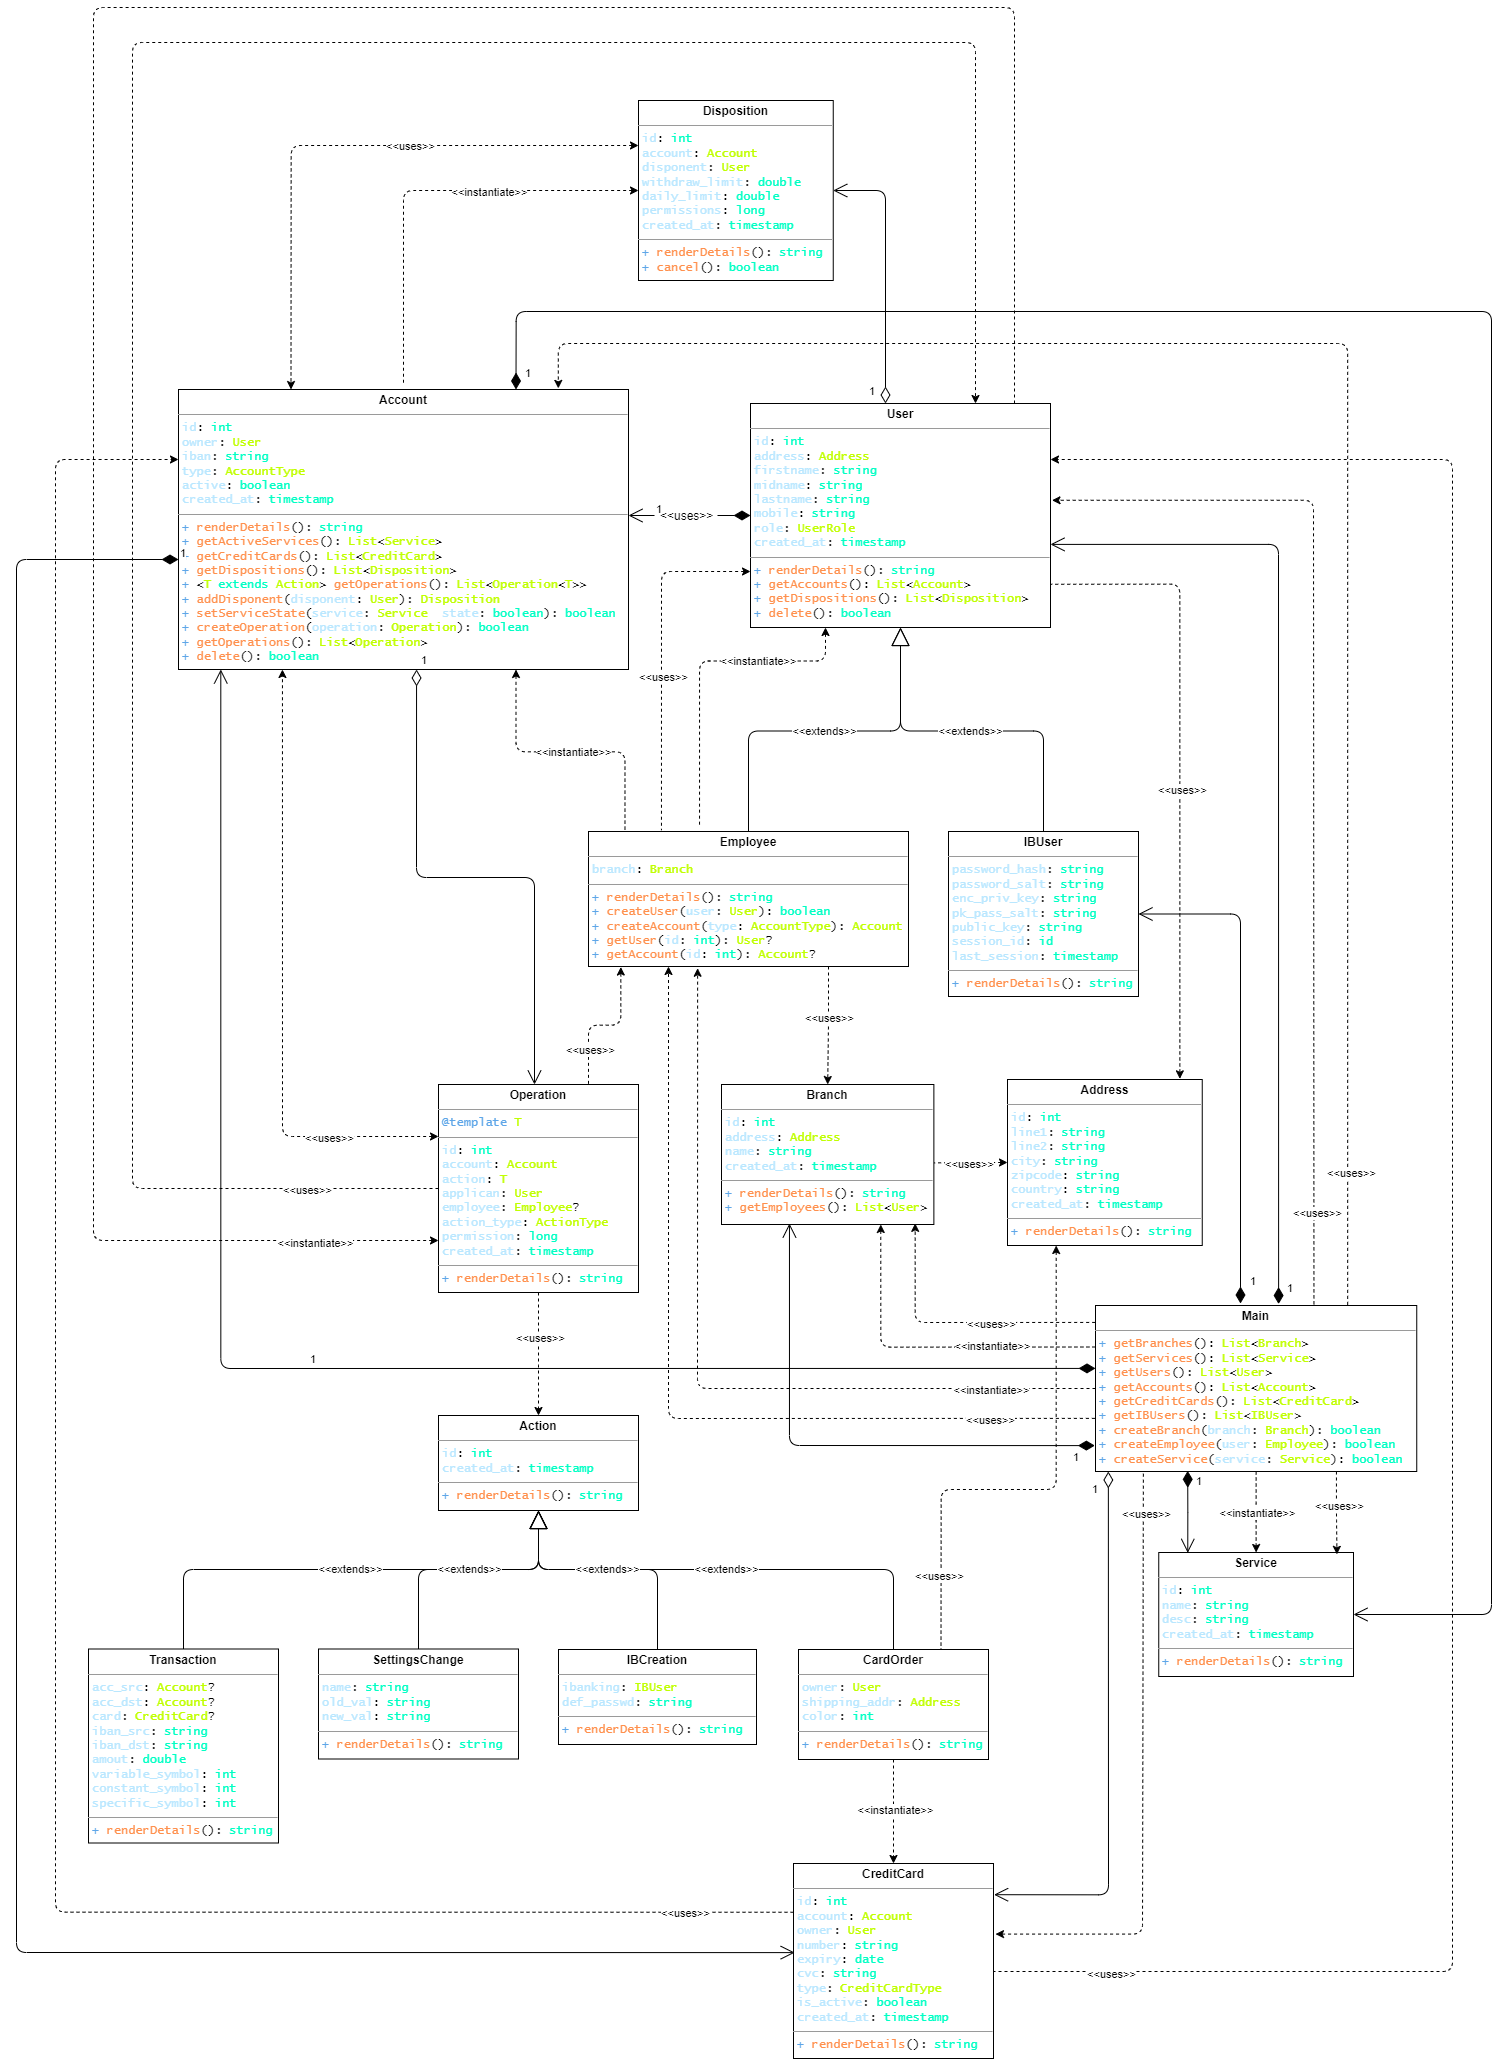 Disposition
id: int
account: Account
disponent: User
withdraw_limit: double
daily_limit: double
permissions: long
created_at: timestamp
+ renderDetails(): string
+ cancel(): boolean
<<uses>>
<<instantiate>>
1
1
Account
id: int
owner: User
iban: string
type: AccountType
active: boolean
created_at: timestamp
+ renderDetails(): string
+ getActiveServices(): List<Service>
+ getCreditCards(): List<CreditCard>
+ getDispositions(): List<Disposition>
+ <T extends Action> getOperations(): List<Operation<T>>
+ addDisponent(disponent: User): Disposition
+ setServiceState(service: Service state: boolean): boolean
+ createOperation(operation: Operation): boolean
+ getOperations(): List<Operation>
+ delete(): boolean
1
1
1
<<uses>>
User
id: int
address: Address
firstname: string
midname: string
lastname: string
mobile: string
role: UserRole
created_at: timestamp
+ renderDetails(): string
+ getAccounts(): List<Account>
+ getDispositions(): List<Disposition>
+ delete(): boolean
<<instantiate>>
<<uses>>
<<extends>>
<<extends>>
<<instantiate>>
<<uses>>
Employee
branch: Branch
+ renderDetails(): string
+ createUser(user: User): boolean
+ createAccount(type: AccountType): Account
+ getUser(id: int): User?
+ getAccount(id: int): Account?
IBUser
password_hash: string
password_salt: string
enc_priv_key: string
pk_pass_salt: string
public_key: string
session_id: id
last_session: timestamp
+ renderDetails(): string
<<uses>>
<<uses>>
Operation
@template T
id: int
account: Account
action: T
applican: User
employee: Employee?
action_type: ActionType
permission: long
created_at: timestamp
+ renderDetails(): string
<<uses>>
<<uses>>
<<instantiate>>
Branch
id: int
address: Address
name: string
created_at: timestamp
+ renderDetails(): string
+ getEmployees(): List<User>
<<uses>>
Address
id: int
line1: string
line2: string
city: string
zipcode: string
country: string
created_at: timestamp
+ renderDetails(): string
<<uses>>
<<uses>>
1
1
Main
+ getBranches(): List<Branch>
+ getServices(): List<Service>
+ getUsers(): List<User>
+ getAccounts(): List<Account>
+ getCreditCards(): List<CreditCard>
+ getIBUsers(): List<IBUser>
+ createBranch(branch: Branch): boolean
+ createEmployee(user: Employee): boolean
+ createService(service: Service): boolean
<<uses>>
<<instantiate>>
1
<<instantiate>>
<<uses>>
1
<<uses>>
Action
id: int
created_at: timestamp
+ renderDetails(): string
1
1
<<uses>>
<<instantiate>>
<<uses>>
Service
id: int
name: string
desc: string
created_at: timestamp
+ renderDetails(): string
<<extends>>
<<extends>>
<<extends>>
<<extends>>
<<uses>>
Transaction
acc_src: Account?
acc_dst: Account?
card: CreditCard?
iban_src: string
iban_dst: string
amout: double
variable_symbol: int
constant_symbol: int
specific_symbol: int
+ renderDetails(): string
SettingsChange
name: string
old_val: string
new_val: string
+ renderDetails(): string
IBCreation
ibanking: IBUser
def_passwd: string
+ renderDetails(): string
CardOrder
owner: User
shipping_addr: Address
color: int
+ renderDetails(): string
<<instantiate>>
CreditCard
id: int
account: Account
owner: User
number: string
expiry: date
cvc: string
type: CreditCardType
is_active: boolean
created_at: timestamp
+ renderDetails(): string
<<uses>>
<<uses>>